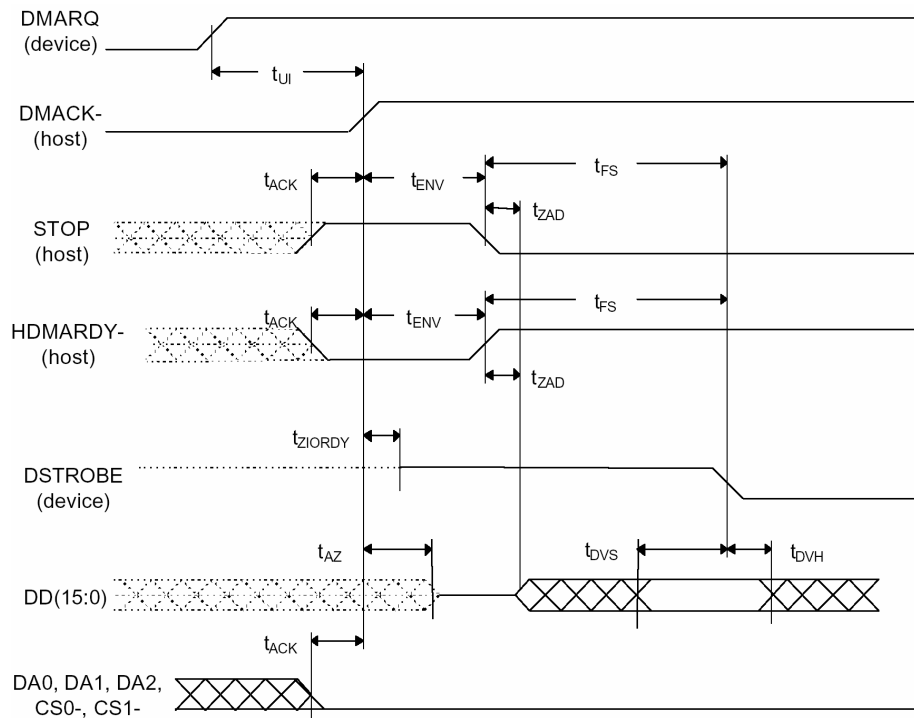 DMARQ
(device)
tUI
DMACK-
(host)
tACK
tENV
tFS
tZAD
STOP
(host)
tACK
tENV
tFS
HDMARDY-
(host)
tZAD
tZIORDY
DSTROBE
(device)
tAZ
tDVS
tDVH
DD(15:0)
tACK
DA0, DA1, DA2,
CS0-, CS1-